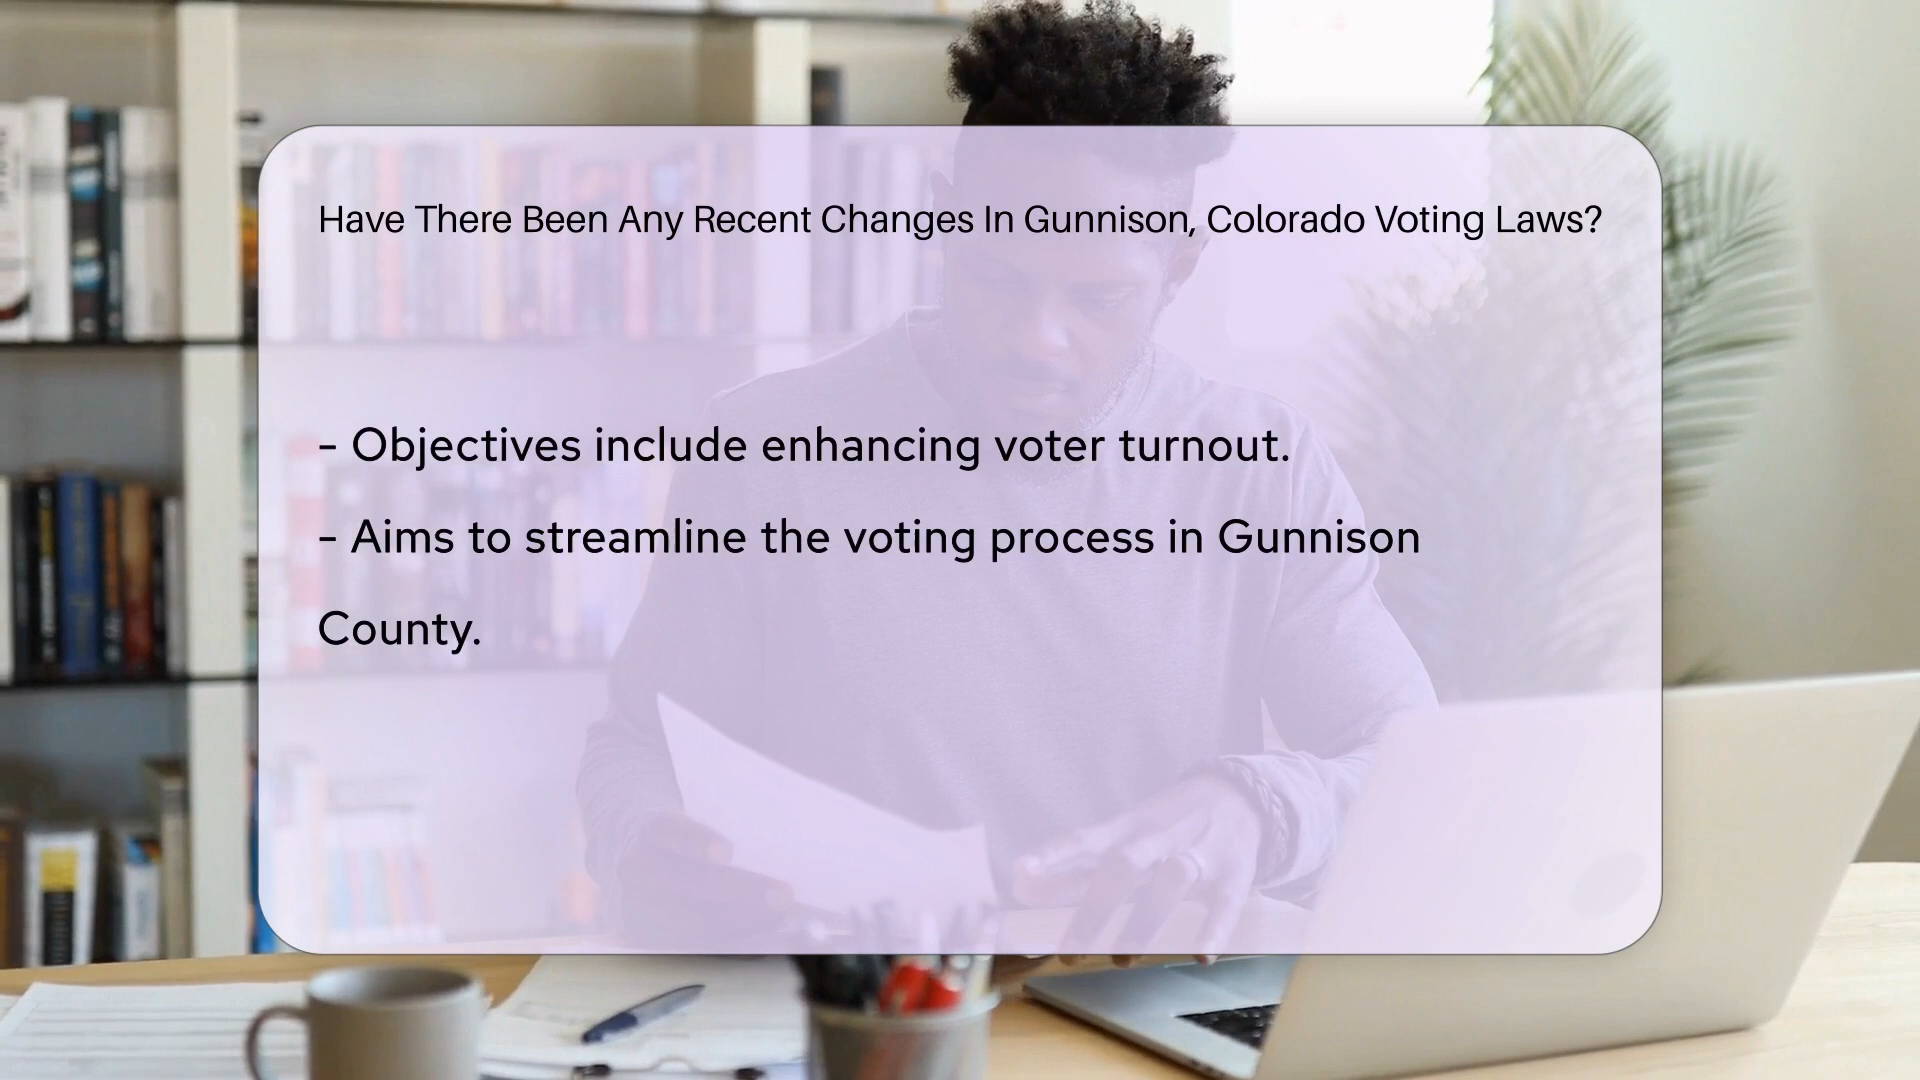 Have There Been Any Recent Changes In Gunnison, Colorado Voting Laws?
- Objectives include enhancing voter turnout.
- Aims to streamline the voting process in Gunnison
County.